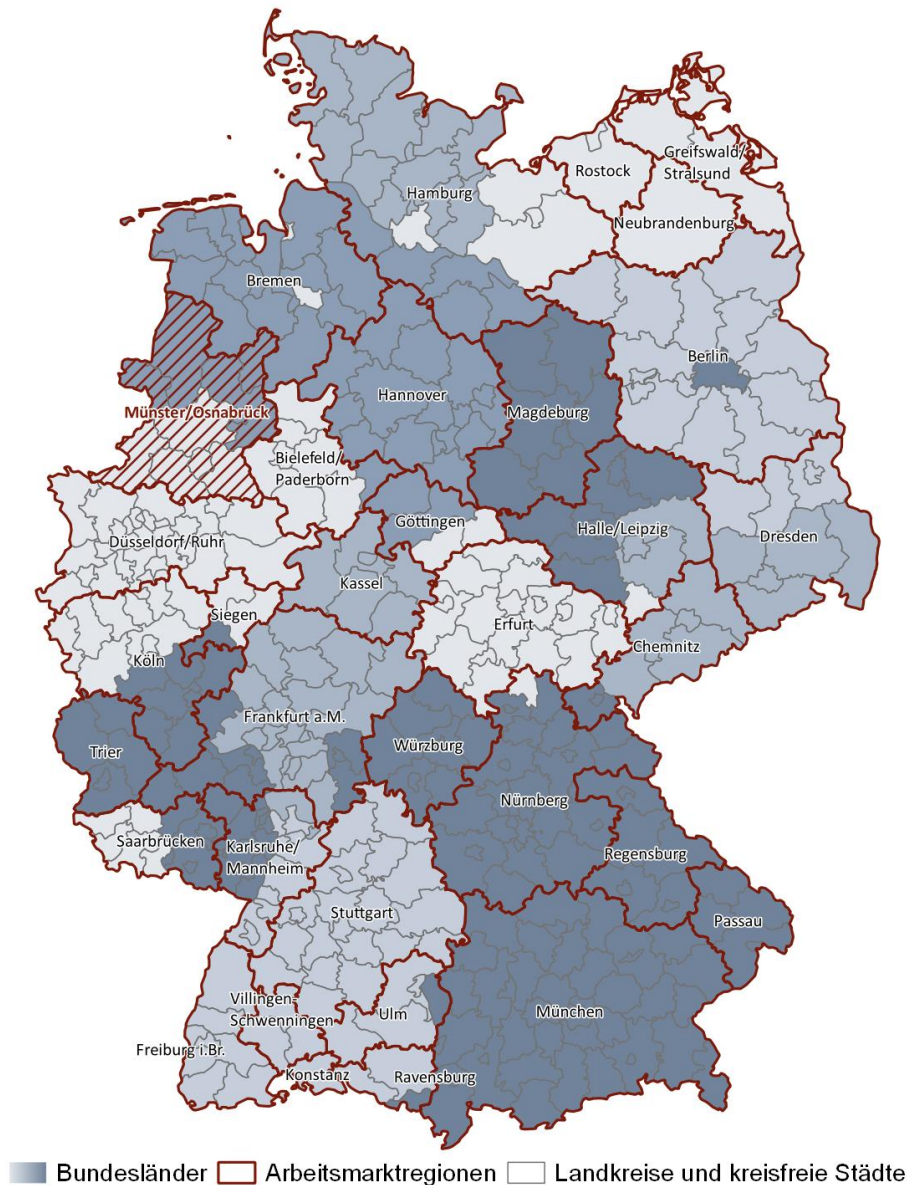 Hamburg
Rostock
Greifswald/
Stralsund
Neubrandenburg
Bremen
Berlin
Hannover
Magdeburg
Münster/Osnabrück
Bielefeld/
Paderborn
Göttingen
Halle/Leipzig
Dresden
Düsseldorf/Ruhr
Kassel
Siegen
Erfurt
Chemnitz
Köln
Frankfurt a.M.
Trier
Würzburg
Nürnberg
Saarbrücken
Karlsruhe/
Mannheim
Regensburg
Stuttgart
Passau
Villingen-
Schwenningen
Ulm
München
Freiburg i.Br.
Konstanz
Ravensburg
Bundesländer Arbeitsmarktregionen Landkreise und kreisfreie Städte